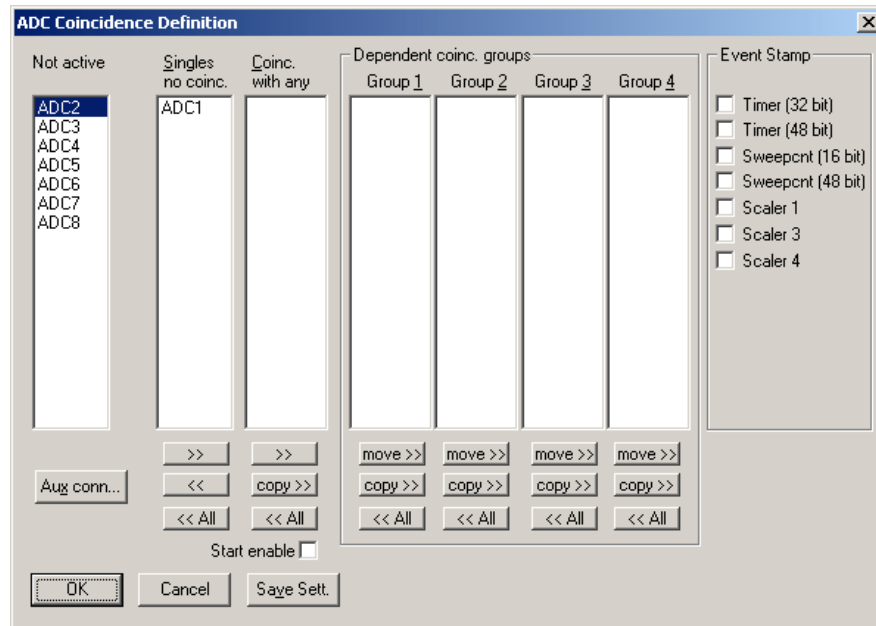 ADC Coincidence Definition
Not active
Singles no coinc.
Coinc. with any
Dependent coinc. groups
Group 1
Group 2
Group 3
Group 4
Event Stamp
ADC2
ADC3
ADC4
ADC5
ADC6
ADC7
ADC8
ADC1
Timer (32 bit)
Timer (48 bit)
Sweepcnt (16 bit)
Sweepcnt (48 bit)
Scaler 1
Scaler 3
Scaler 4
>> >> move >> move >> move >> move >>
Aux conn... << copy >> copy >> copy >> copy >> copy >>
<< All << All << All << All << All << All
Start enable
OK Cancel Save Sett.